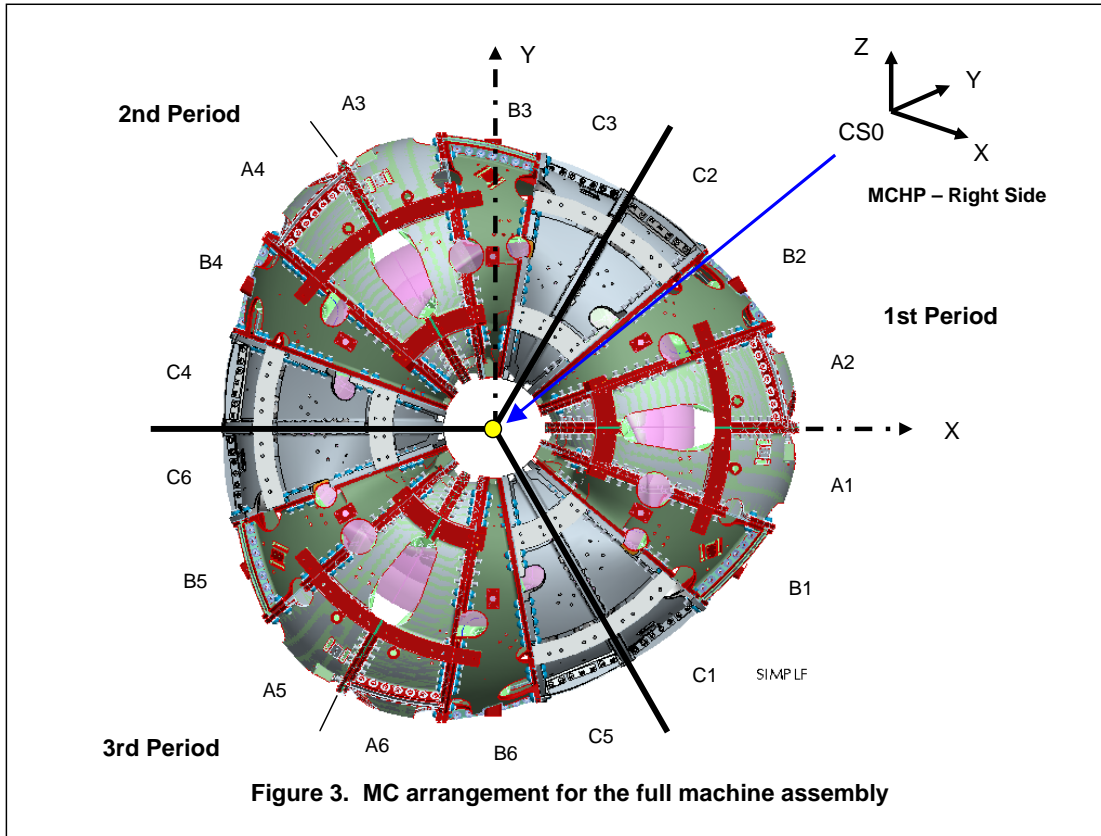 Y
Z
Y
X
CS0
MCHP – Right Side
2nd Period
A3
B3
C3
C2
A4
B2
B4
1st Period
A2
C4
X
C6
A1
B5
B1
C1
SIMPLF
A5
C5
3rd Period
A6
B6
Figure 3. MC arrangement for the full machine assembly